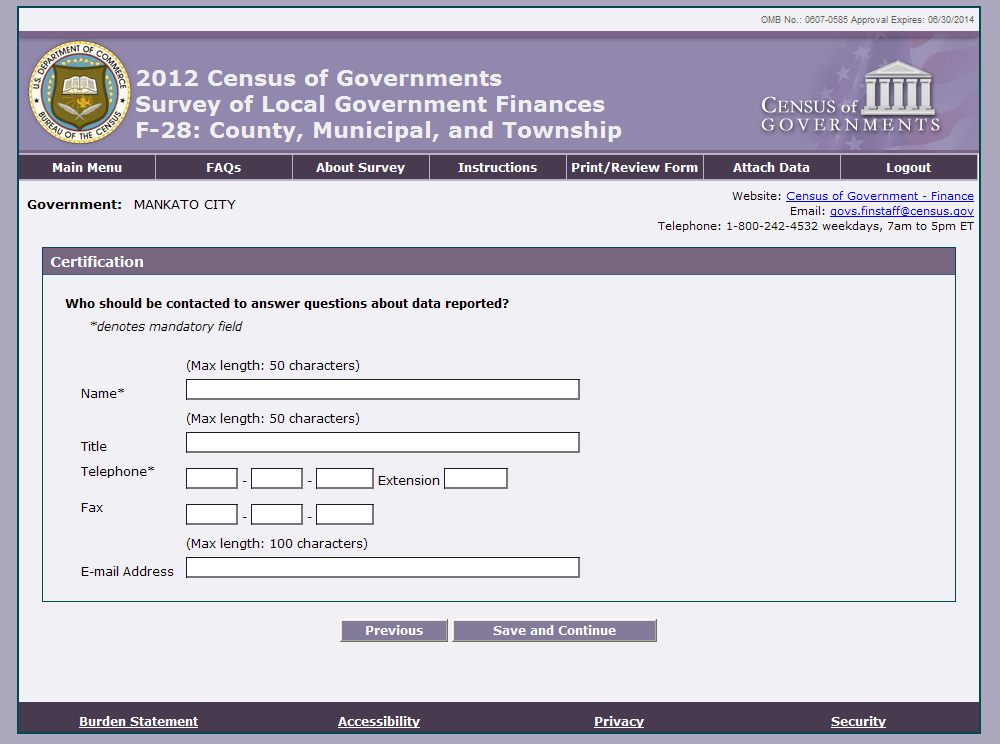 OMB No.: 0607-0585 Approval Expires: 06/30/2014
U.S. DEPARTMENT OF COMMERCE
BUREAU OF THE CENSUS
2012 Census of Governments
Survey of Local Government Finances
F-28: County, Municipal, and Township
CENSUS of
GOVERNMENTS
Main Menu FAQs About Survey Instructions Print/Review Form Attach Data Logout
Website: Census of Government - Finance
Government: MANKATO CITY
Email: govs.finstaff@census.gov
Telephone: 1-800-242-4532 weekdays, 7am to 5pm ET
Certification
Who should be contacted to answer questions about data reported?
*denotes mandatory field
(Max length: 50 characters)
Name*
(Max length: 50 characters)
Title
Telephone* - - Extension
Fax - -
(Max length: 100 characters)
E-mail Address
Previous Save and Continue
Burden Statement Accessibility Privacy Security